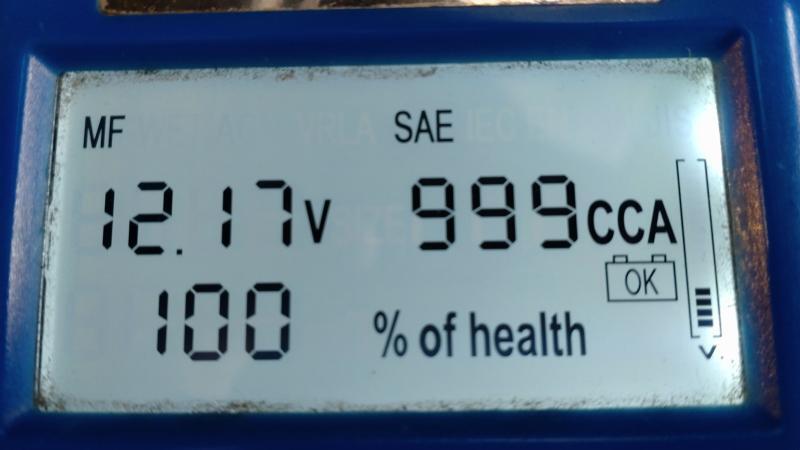 MF SAE
12.17V 999CCA
OK
100 % of health